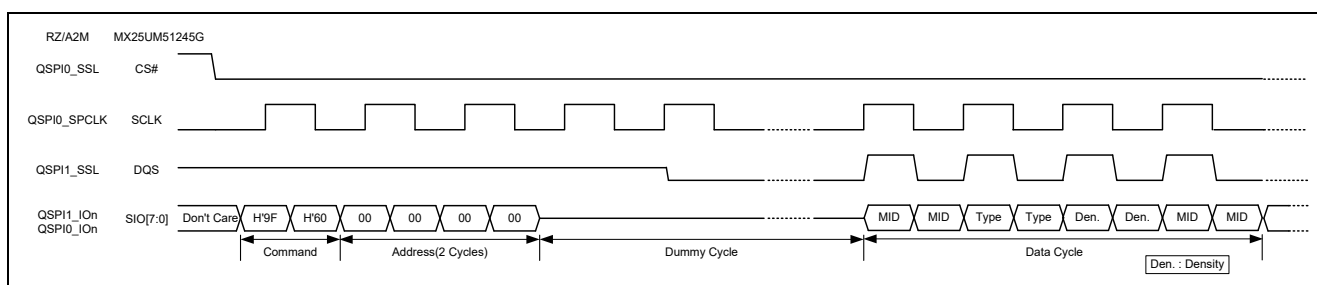 RZ/A2M MX25UM51245G
QSPI0_SSL CS#
QSPI0_SPCLK SCLK
QSPI1_SSL DQS
QSPI1_IOn
QSPI0_IOn
SIO[7:0] Don't Care H'9F H'60 00 00 00 00 MID MID Type Type Den. Den. MID MID
Command Address(2 Cycles) Dummy Cycle Data Cycle
Den. : Density